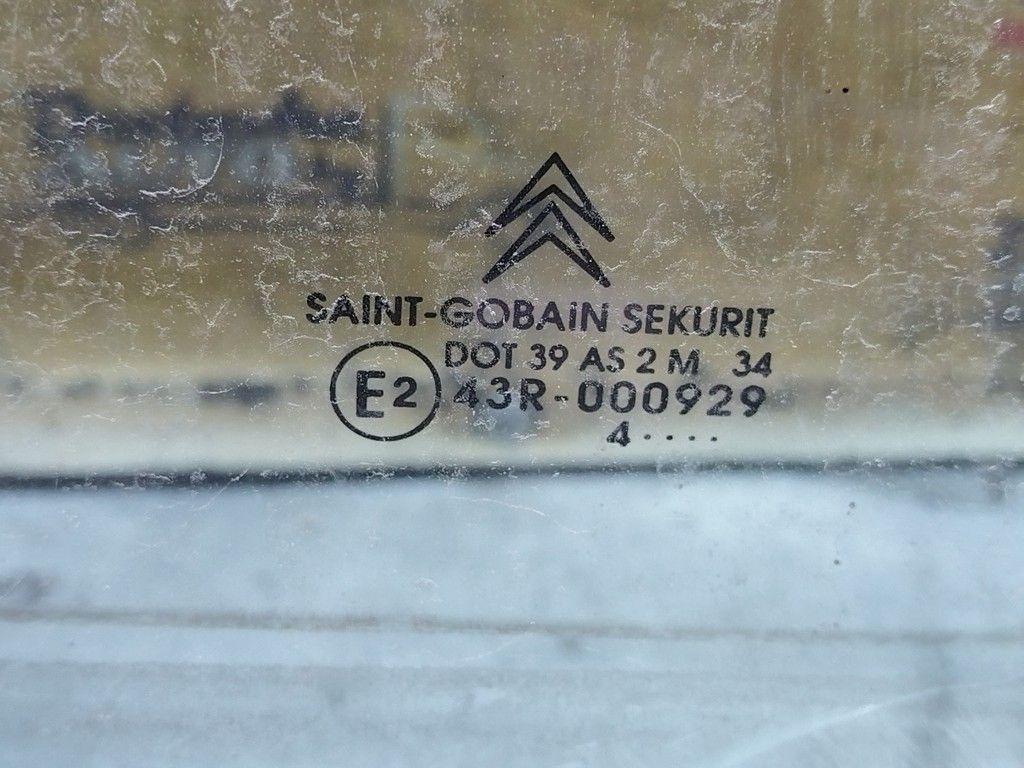 SAINT-GOBAiN SEKURIT
DOT 39 AS 2 M 34
E2 43R-000929
4 ····